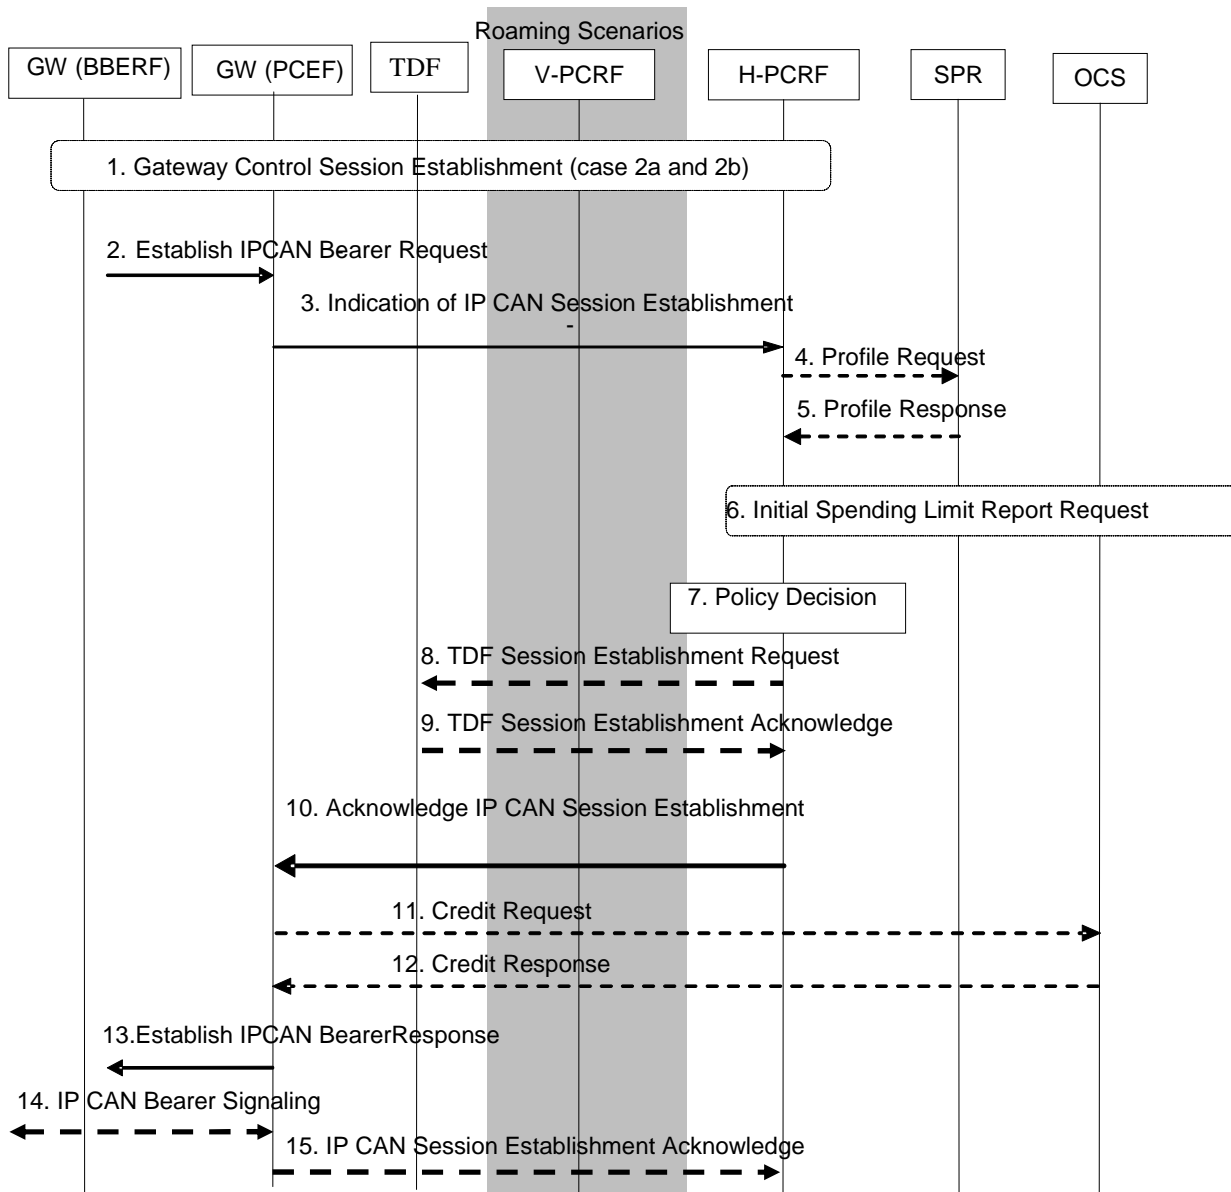 Roaming Scenarios
GW (BBERF)
GW (PCEF)
TDF
V-PCRF
H-PCRF
SPR
OCS
1. Gateway Control Session Establishment (case 2a and 2b)
2. Establish IPCAN Bearer Request
3. Indication of IP CAN Session Establishment
4. Profile Request
5. Profile Response
6. Initial Spending Limit Report Request
7. Policy Decision
8. TDF Session Establishment Request
9. TDF Session Establishment Acknowledge
10. Acknowledge IP CAN Session Establishment
11. Credit Request
12. Credit Response
13.Establish IPCAN BearerResponse
14. IP CAN Bearer Signaling
15. IP CAN Session Establishment Acknowledge